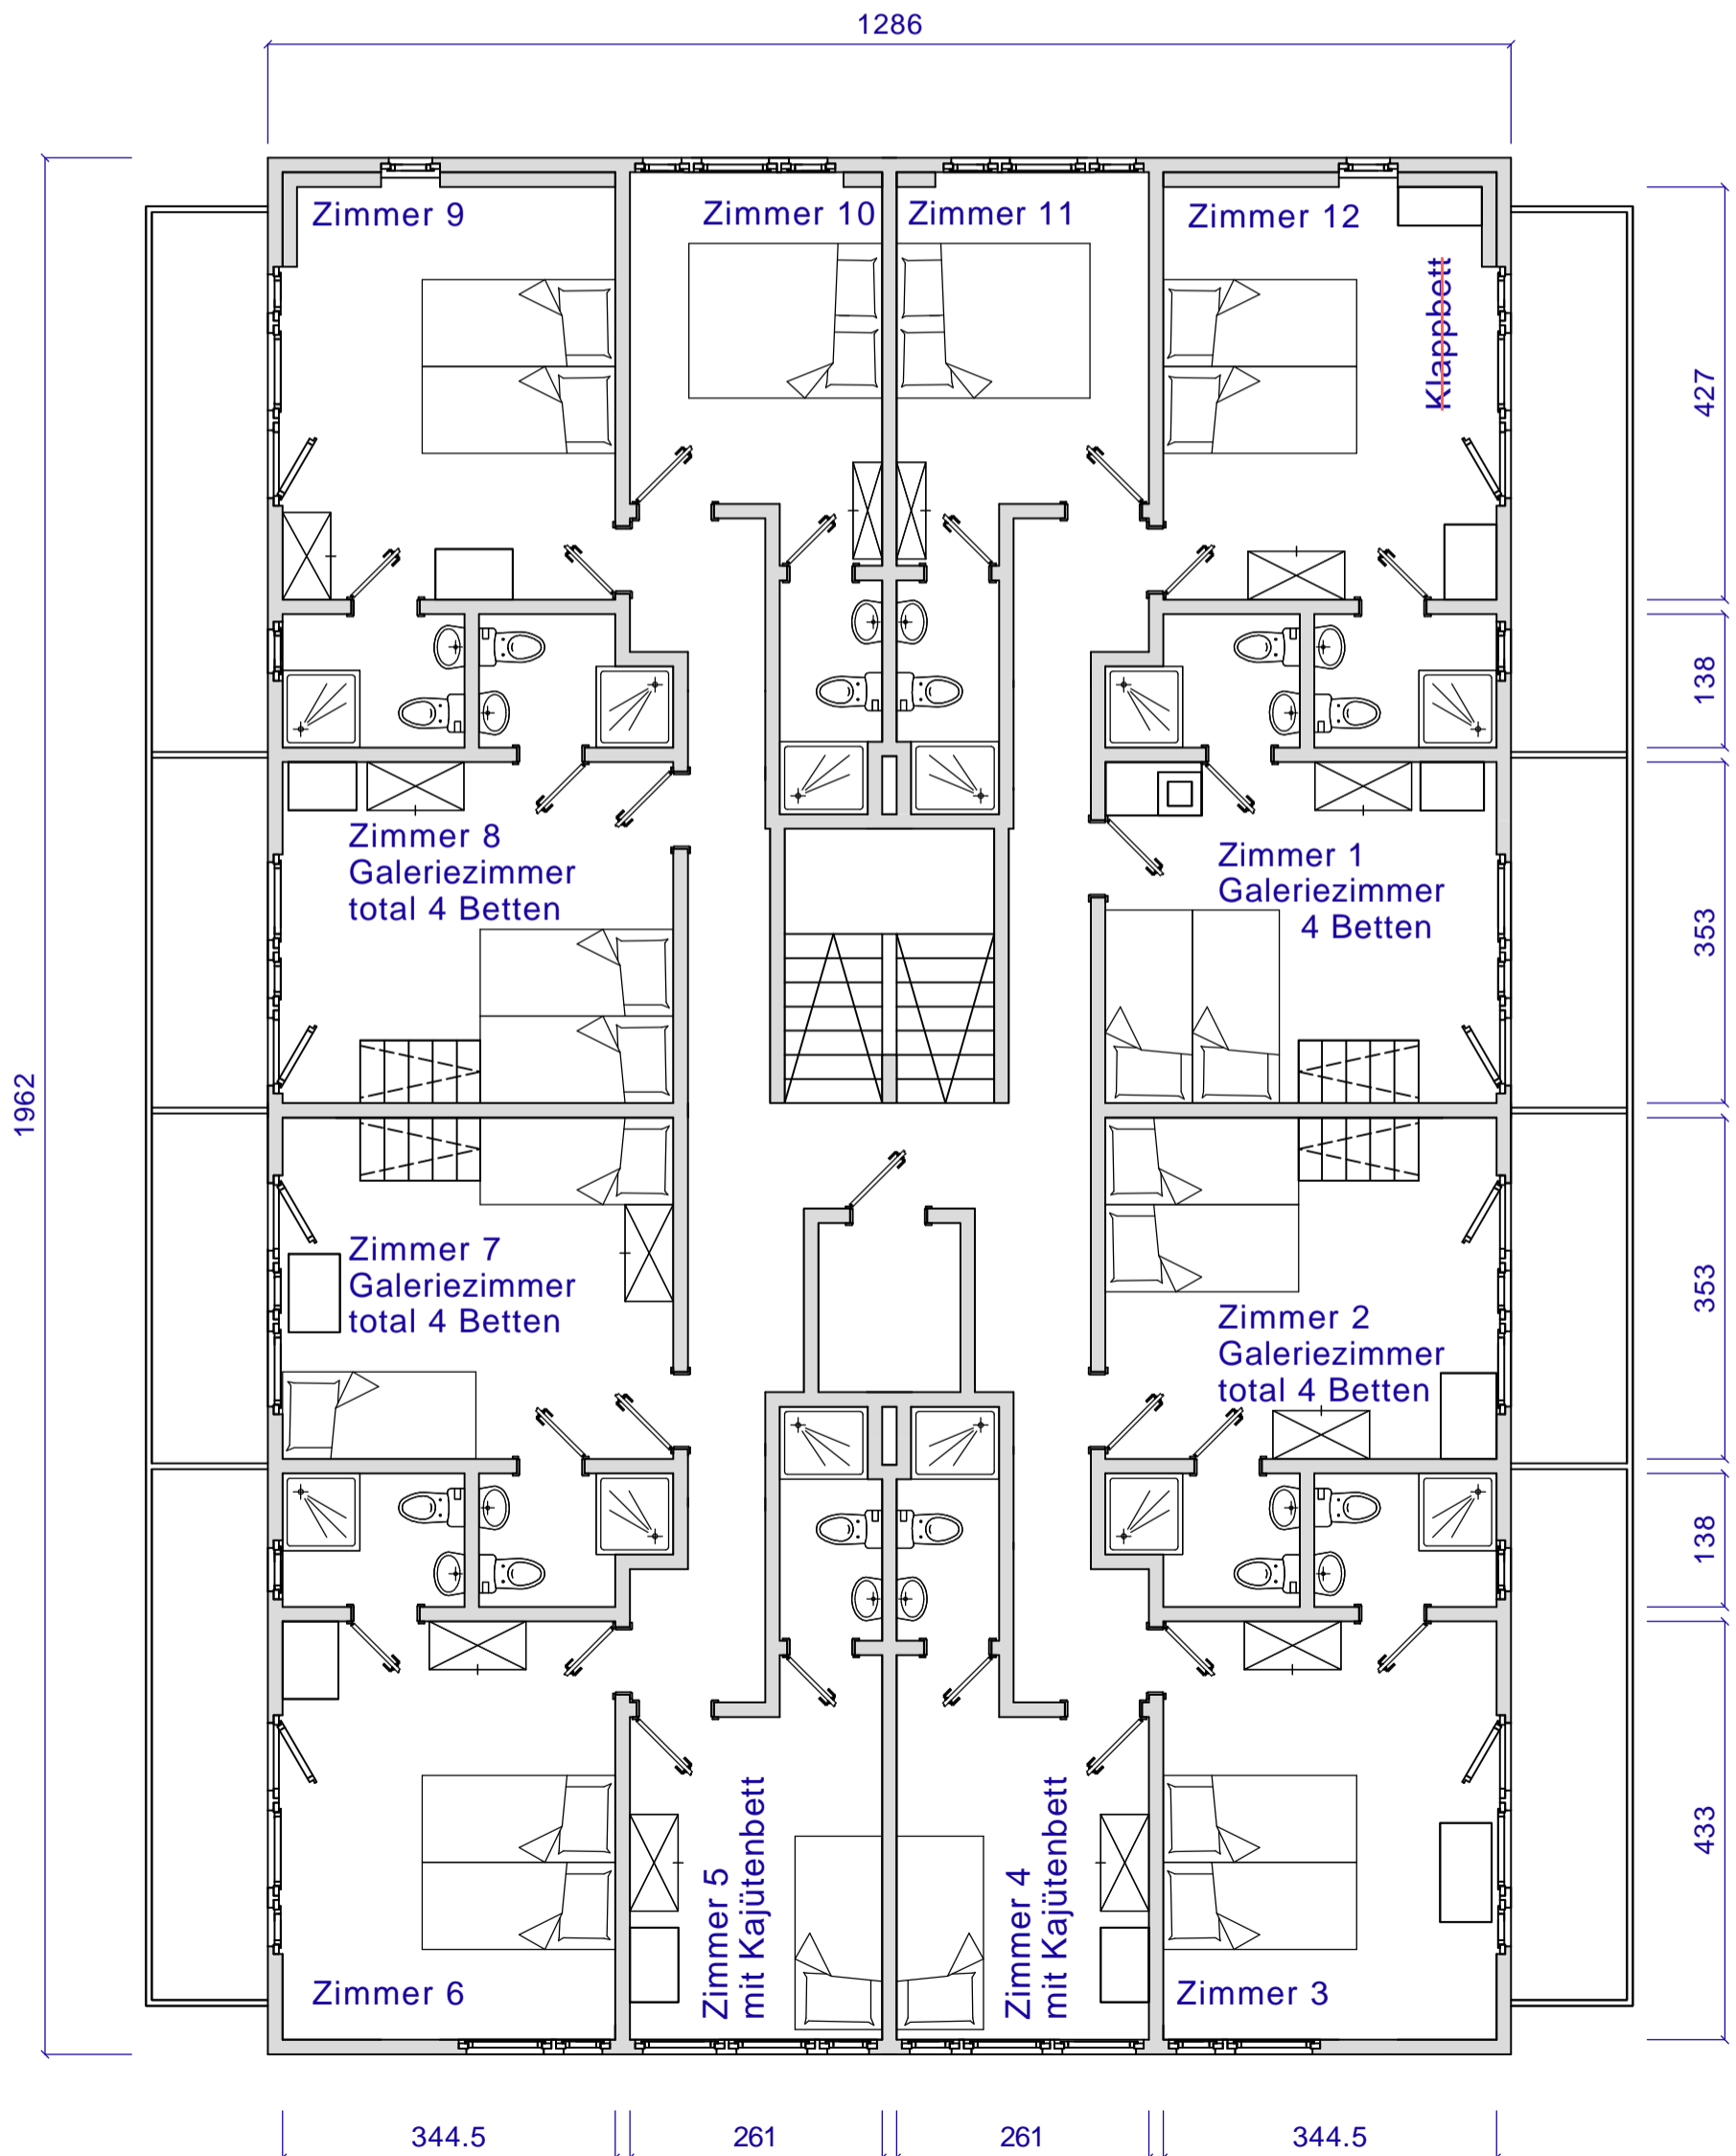 1286
Zimmer 9
Zimmer 10
Zimmer 11
Zimmer 12
Klappbett
427
138
Zimmer 8
Galeriezimmer
total 4 Betten
Zimmer 1
Galeriezimmer
4 Betten
353
1962
Zimmer 7
Galeriezimmer
total 4 Betten
Zimmer 2
Galeriezimmer
total 4 Betten
353
138
433
Zimmer 6
Zimmer 5
mit Kajütenbett
Zimmer 4
mit Kajütenbett
Zimmer 3
344.5
261
261
344.5